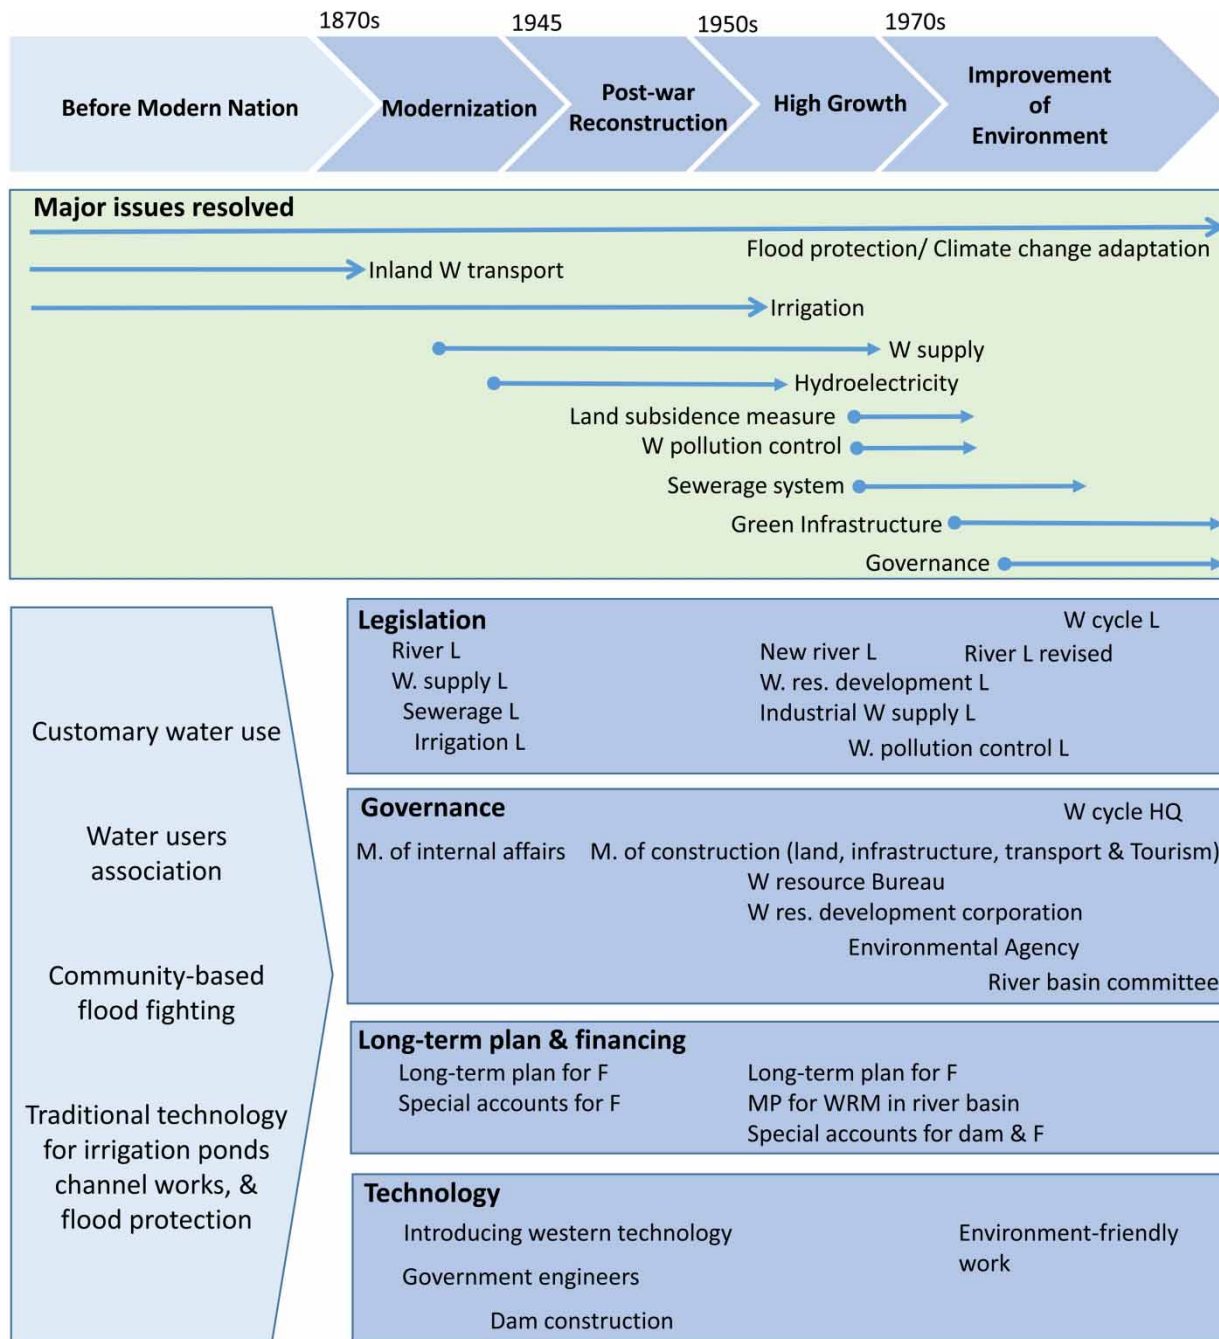 1870s
1945
1950s
1970s
Before Modern Nation
Modernization
Post-war
Reconstruction
High Growth
Improvement
of
Environment
Major issues resolved
Flood protection/ Climate change adaptation
Inland W transport
Irrigation
W supply
Hydroelectricity
Land subsidence measure
W pollution control
Sewerage system
Green Infrastructure
Governance
Customary water use
Water users
association
Community-based
flood fighting
Traditional technology
for irrigation ponds
channel works, &
flood protection
Legislation
W cycle L
River L
New river L
River L revised
W. supply L
W. res. development L
Sewerage L
Industrial W supply L
Irrigation L
W. pollution control L
Governance
W cycle HQ
M. of internal affairs
M. of construction (land, infrastructure, transport & Tourism)
W resource Bureau
W res. development corporation
Environmental Agency
River basin committee
Long-term plan & financing
Long-term plan for F
Special accounts for F
Long-term plan for F
MP for WRM in river basin
Special accounts for dam & F
Technology
Introducing western technology
Government engineers
Dam construction
Environment-friendly
work